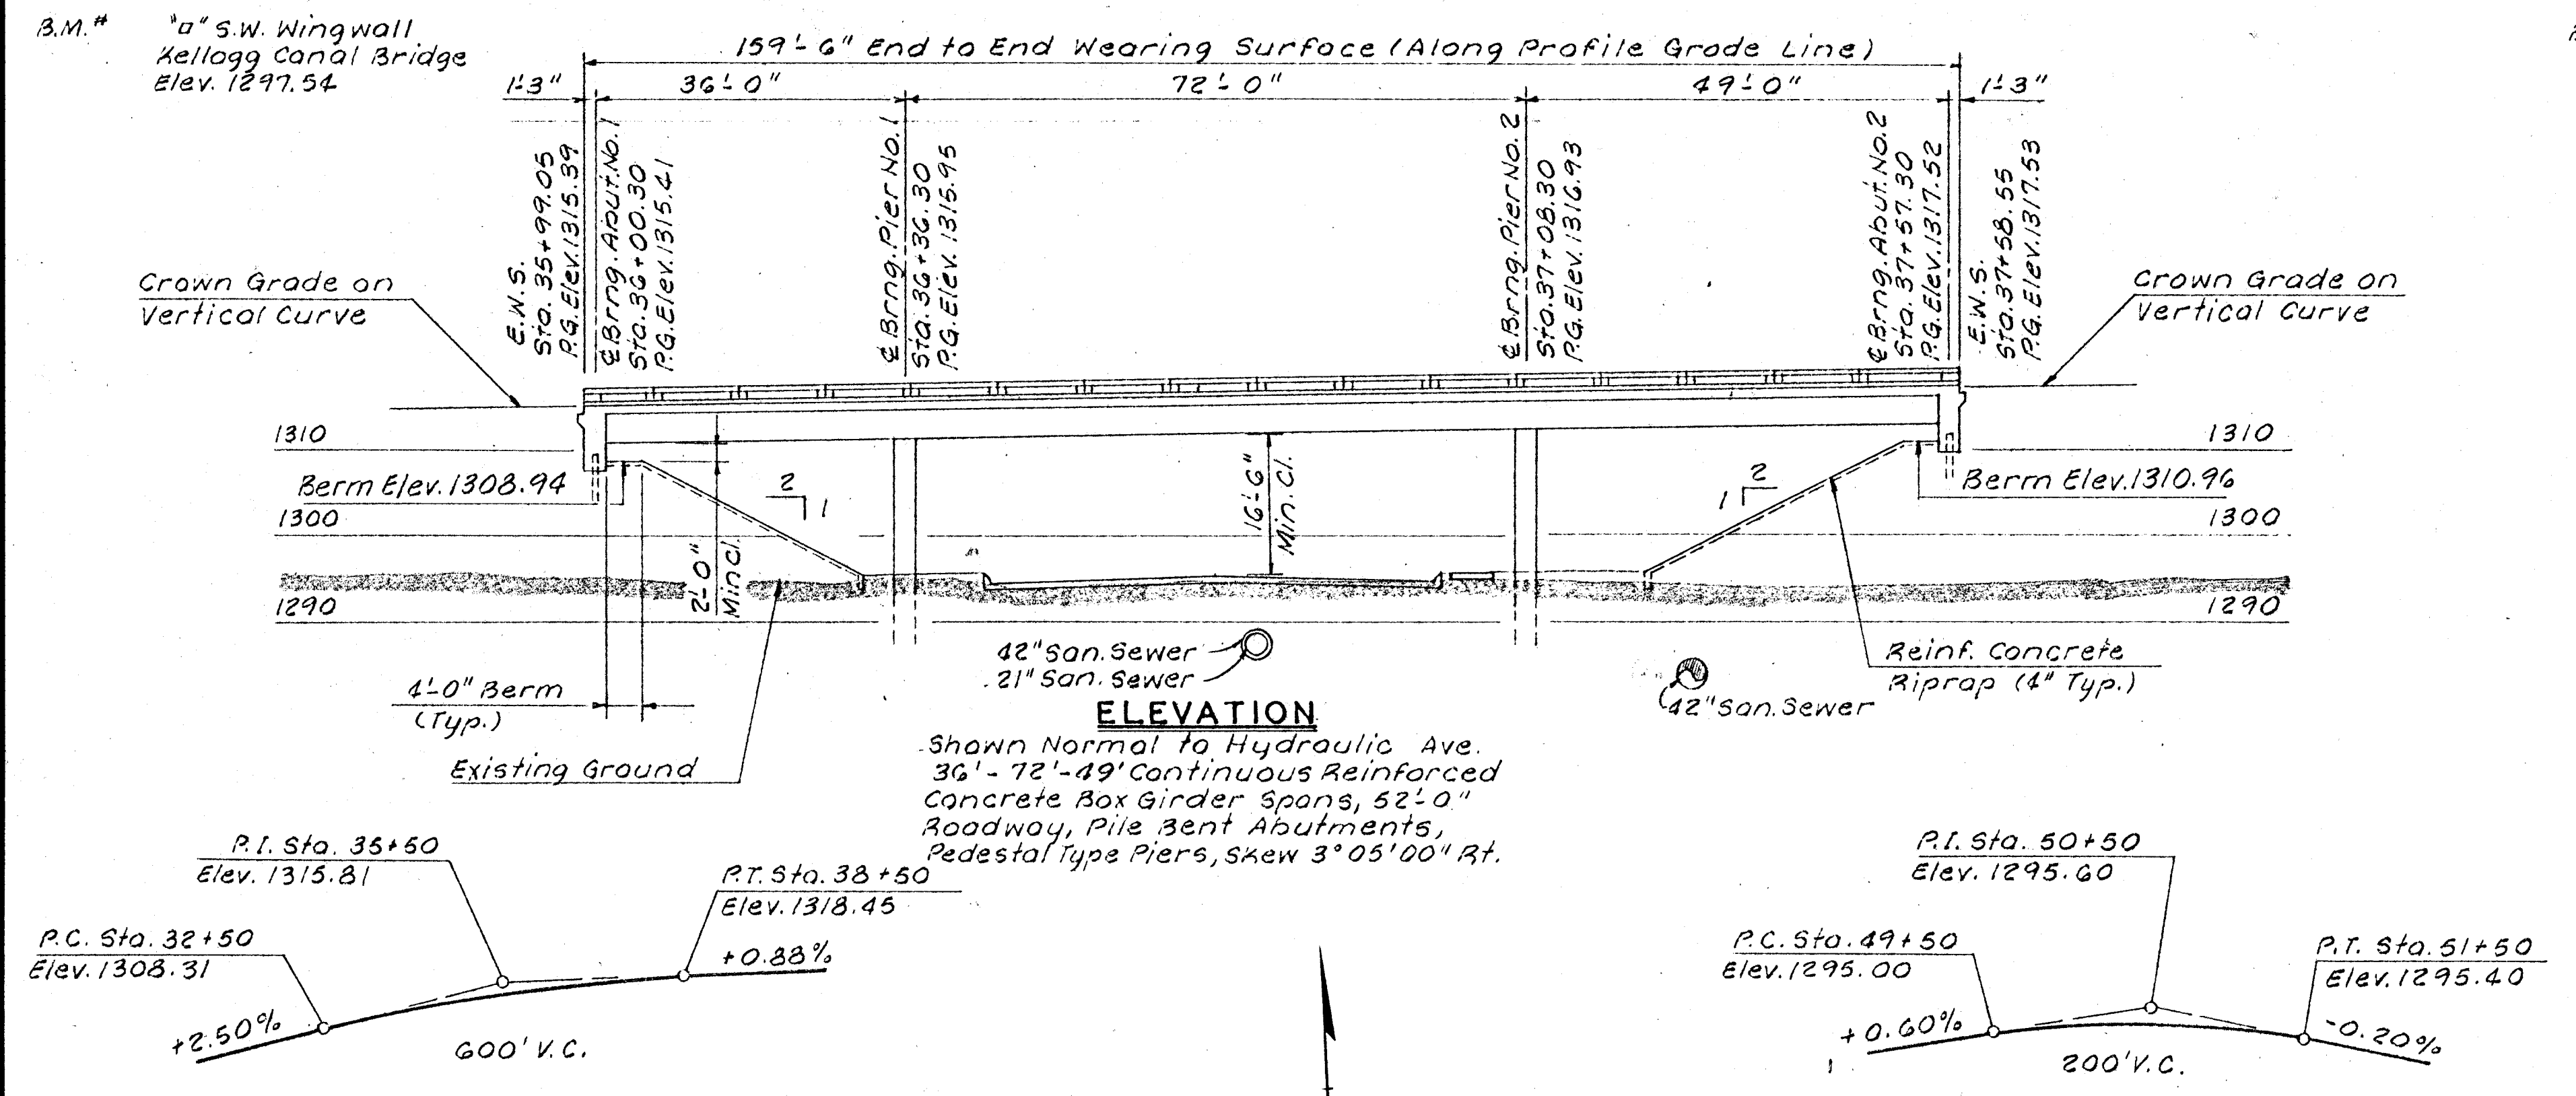 B.M.# "□" S.W. Wingwall
Kellogg Canal Bridge
Elev. 1297.54
159'-6" End to End Wearing Surface (Along Profile Grade Line)
1'-3" 36'-0" 72'-0" 49'-0" 1'-3"
E.W.S.
Sta. 35+99.05
P.G. Elev. 1315.39
℄ Brng. Abut. No. 1
Sta. 36+00.30
P.G. Elev. 1315.41
℄ Brng. Pier No. 1
Sta. 36+36.30
P.G. Elev. 1315.95
℄ Brng. Pier No. 2
Sta. 37+08.30
P.G. Elev. 1316.93
℄ Brng. Abut. No. 2
Sta. 37+57.30
P.G. Elev. 1317.52
E.W.S.
Sta. 37+58.55
P.G. Elev. 1317.53
Crown Grade on
Vertical Curve
Crown Grade on
Vertical Curve
1310
1310
Berm Elev. 1308.94
2
1
16'-6"
Min. Cl.
2
1
Berm Elev. 1310.96
1300
1300
2'-0"
Min Cl.
1290
1290
42" San. Sewer
21" San. Sewer
42" San. Sewer
Reinf. Concrete
Riprap (4" Typ.)
4'-0" Berm
(Typ.)
Existing Ground
ELEVATION
Shown Normal to Hydraulic Ave.
36'-72'-49' Continuous Reinforced
Concrete Box Girder Spans, 52'-0"
Roadway, Pile Bent Abutments,
Pedestal Type Piers, Skew 3°05'00" Rt.
P.I. Sta. 35+50
Elev. 1315.81
P.T. Sta. 38+50
Elev. 1318.45
P.C. Sta. 32+50
Elev. 1308.31
+0.88%
+2.50%
600' V.C.
P.I. Sta. 50+50
Elev. 1295.60
P.C. Sta. 49+50
Elev. 1295.00
P.T. Sta. 51+50
Elev. 1295.40
+0.60%
-0.20%
200' V.C.